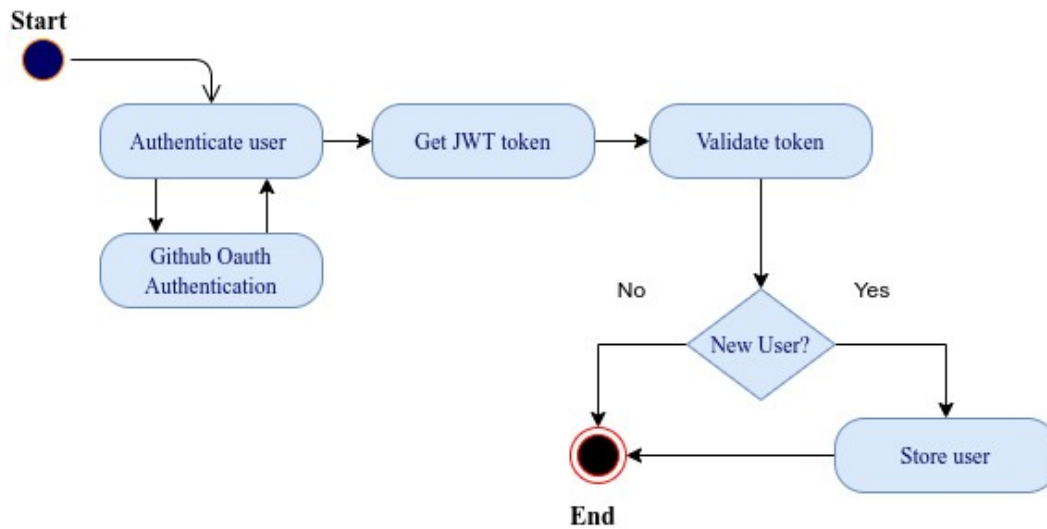 Start
Authenticate user
Get JWT token
Validate token
Github Oauth
Authentication
No
Yes
New User?
Store user
End